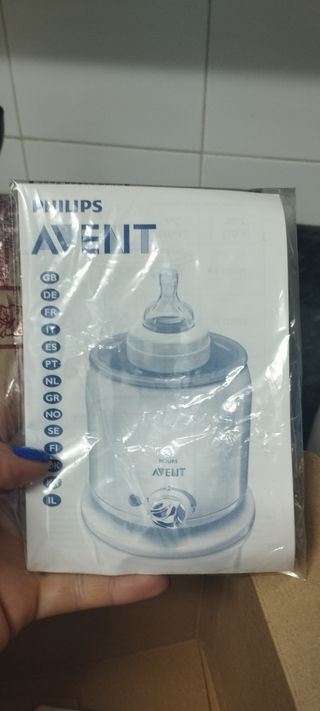 PHILIPS
AVENT
GB
DE
FR
IT
ES
PT
NL
GR
NO
SE
FI
IL
PHILIPS
AVENT